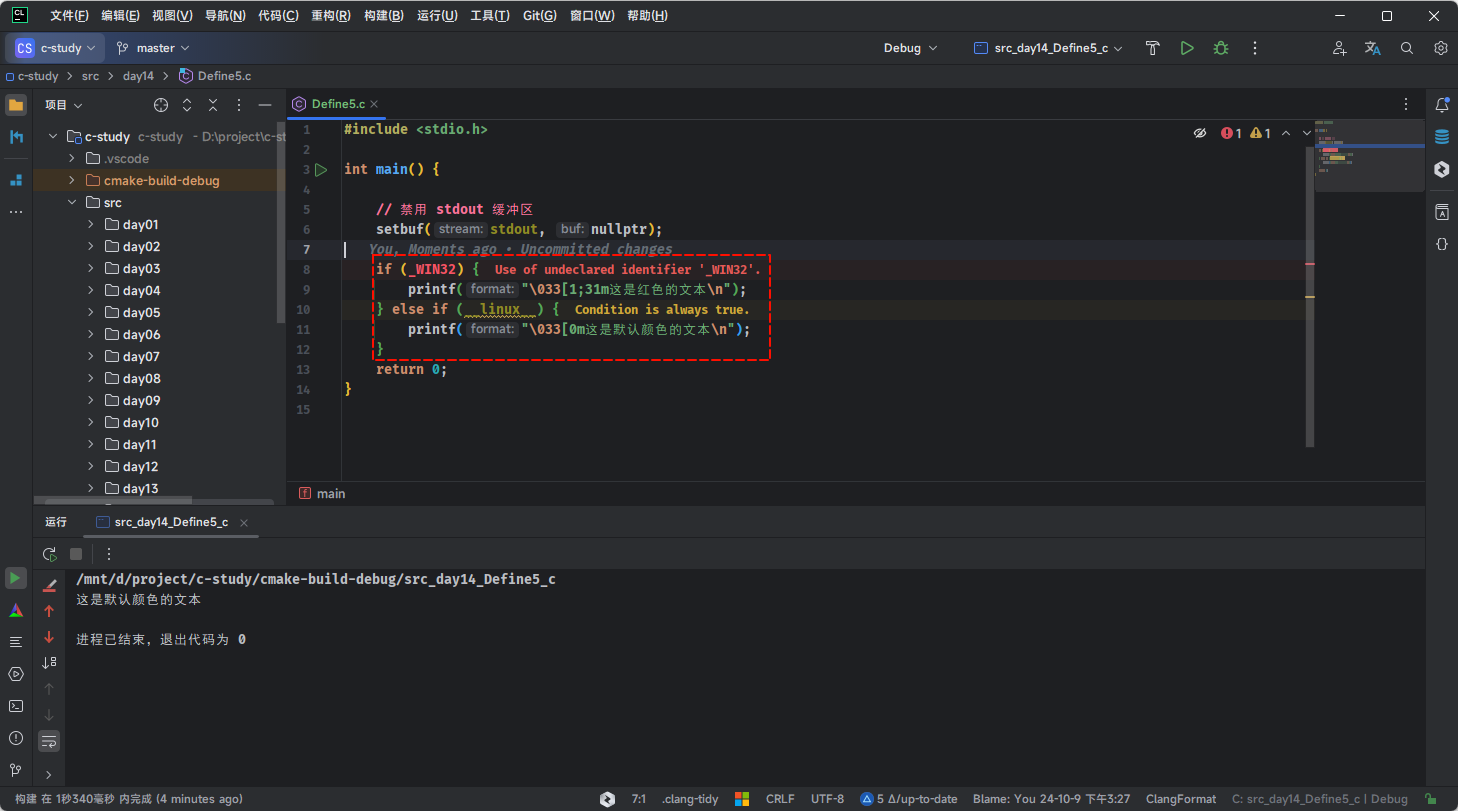 文件(F) 编辑(E) 视图(V) 导航(N) 代码(C) 重构(R) 构建(B) 运行(U) 工具(T) Git(G) 窗口(W) 帮助(H)
CS c-study master Debug src_day14_Define5_c
c-study src day14 Define5.c
项目
c-study c-study - D:\project\c-st
.vscode
cmake-build-debug
src
day01
day02
day03
day04
day05
day06
day07
day08
day09
day10
day11
day12
day13
Define5.c
1 1
1 #include <stdio.h>
2
3 int main() {
4
5 // 禁用 stdout 缓冲区
6 setbuf( stream: stdout, buf: nullptr);
7 You, Moments ago • Uncommitted changes
8 if (_WIN32) { Use of undeclared identifier '_WIN32'.
9 printf( format: "\033[1;31m这是红色的文本\n");
10 } else if (__linux__) { Condition is always true.
11 printf( format: "\033[0m这是默认颜色的文本\n");
12 }
13 return 0;
14 }
15
f main
运行 src_day14_Define5_c
/mnt/d/project/c-study/cmake-build-debug/src_day14_Define5_c
这是默认颜色的文本
进程已结束，退出代码为 0
构建 在 1秒340毫秒 内完成 (4 minutes ago) 7:1 .clang-tidy CRLF UTF-8 5 Δ/up-to-date Blame: You 24-10-9 下午3:27 ClangFormat C: src_day14_Define5_c | Debug